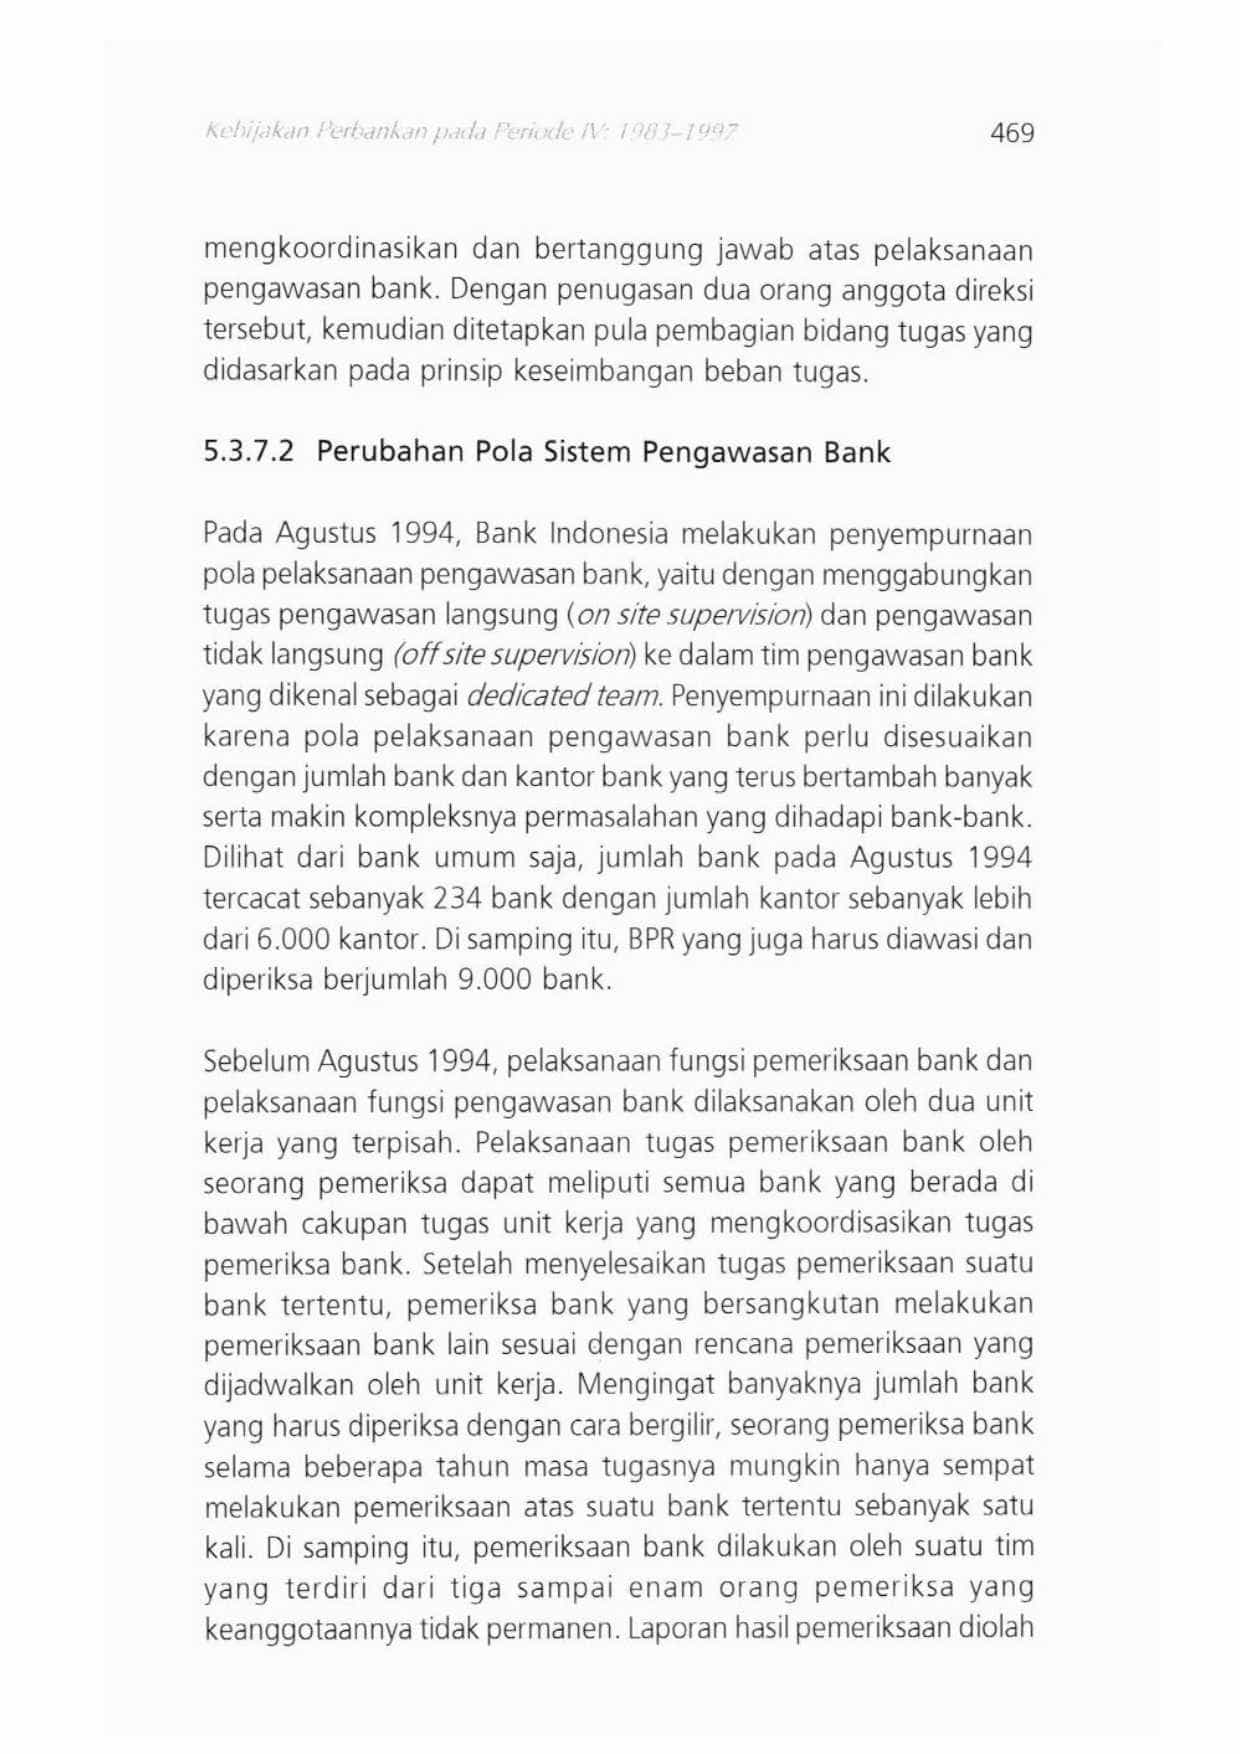 Kebijakan Perbankan pada Periode IV: 1983–1997
469
mengkoordinasikan dan bertanggung jawab atas pelaksanaan
pengawasan bank. Dengan penugasan dua orang anggota direksi
tersebut, kemudian ditetapkan pula pembagian bidang tugas yang
didasarkan pada prinsip keseimbangan beban tugas.
5.3.7.2 Perubahan Pola Sistem Pengawasan Bank
Pada Agustus 1994, Bank Indonesia melakukan penyempurnaan
pola pelaksanaan pengawasan bank, yaitu dengan menggabungkan
tugas pengawasan langsung (on site supervision) dan pengawasan
tidak langsung (off site supervision) ke dalam tim pengawasan bank
yang dikenal sebagai dedicated team. Penyempurnaan ini dilakukan
karena pola pelaksanaan pengawasan bank perlu disesuaikan
dengan jumlah bank dan kantor bank yang terus bertambah banyak
serta makin kompleksnya permasalahan yang dihadapi bank-bank.
Dilihat dari bank umum saja, jumlah bank pada Agustus 1994
tercacat sebanyak 234 bank dengan jumlah kantor sebanyak lebih
dari 6.000 kantor. Di samping itu, BPR yang juga harus diawasi dan
diperiksa berjumlah 9.000 bank.
Sebelum Agustus 1994, pelaksanaan fungsi pemeriksaan bank dan
pelaksanaan fungsi pengawasan bank dilaksanakan oleh dua unit
kerja yang terpisah. Pelaksanaan tugas pemeriksaan bank oleh
seorang pemeriksa dapat meliputi semua bank yang berada di
bawah cakupan tugas unit kerja yang mengkoordisasikan tugas
pemeriksa bank. Setelah menyelesaikan tugas pemeriksaan suatu
bank tertentu, pemeriksa bank yang bersangkutan melakukan
pemeriksaan bank lain sesuai dengan rencana pemeriksaan yang
dijadwalkan oleh unit kerja. Mengingat banyaknya jumlah bank
yang harus diperiksa dengan cara bergilir, seorang pemeriksa bank
selama beberapa tahun masa tugasnya mungkin hanya sempat
melakukan pemeriksaan atas suatu bank tertentu sebanyak satu
kali. Di samping itu, pemeriksaan bank dilakukan oleh suatu tim
yang terdiri dari tiga sampai enam orang pemeriksa yang
keanggotaannya tidak permanen. Laporan hasil pemeriksaan diolah